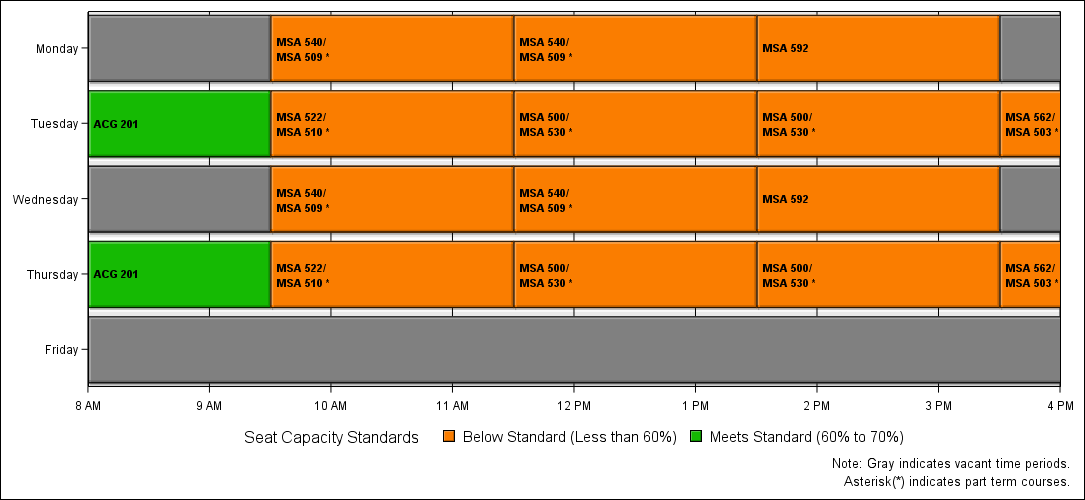 Monday
MSA 540/
MSA 509 *
MSA 540/
MSA 509 *
MSA 592
Tuesday
ACG 201
MSA 522/
MSA 510 *
MSA 500/
MSA 530 *
MSA 500/
MSA 530 *
MSA 562/
MSA 503 *
Wednesday
MSA 540/
MSA 509 *
MSA 540/
MSA 509 *
MSA 592
Thursday
ACG 201
MSA 522/
MSA 510 *
MSA 500/
MSA 530 *
MSA 500/
MSA 530 *
MSA 562/
MSA 503 *
Friday
8 AM 9 AM 10 AM 11 AM 12 PM 1 PM 2 PM 3 PM 4 PM
Seat Capacity Standards Below Standard (Less than 60%) Meets Standard (60% to 70%)
Note: Gray indicates vacant time periods.
Asterisk(*) indicates part term courses.